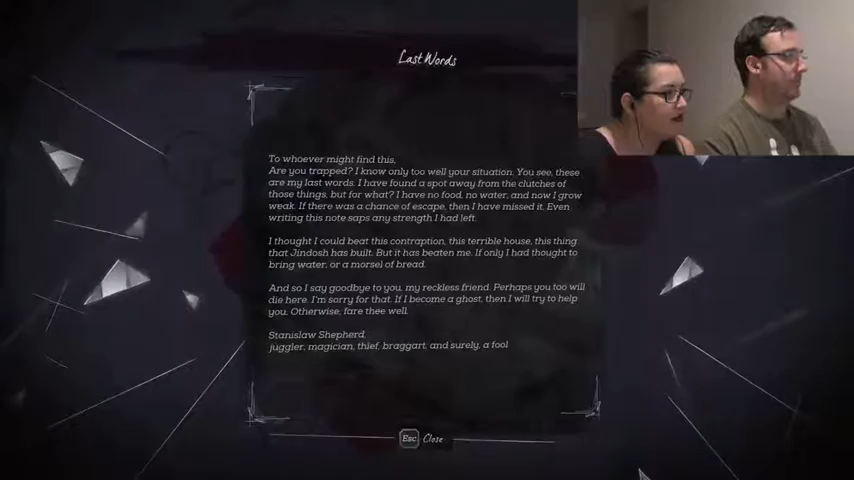 Last Words
To whoever might find this,
Are you trapped? I know only too well your situation. You see, these
are my last words. I have found a spot away from the clutches of
those things, but for what? I have no food, no water, and now I grow
weak. If there was a chance of escape, then I have missed it. Even
writing this note saps any strength I had left.
I thought I could beat this contraption, this terrible house, this thing
that Jindosh has built. But it has beaten me. If only I had thought to
bring water, or a morsel of bread.
And so I say goodbye to you, my reckless friend. Perhaps you too will
die here. I'm sorry for that. If I become a ghost, then I will try to help
you. Otherwise, fare thee well.
Stanislaw Shepherd,
juggler, magician, thief, braggart, and surely, a fool
Esc Close